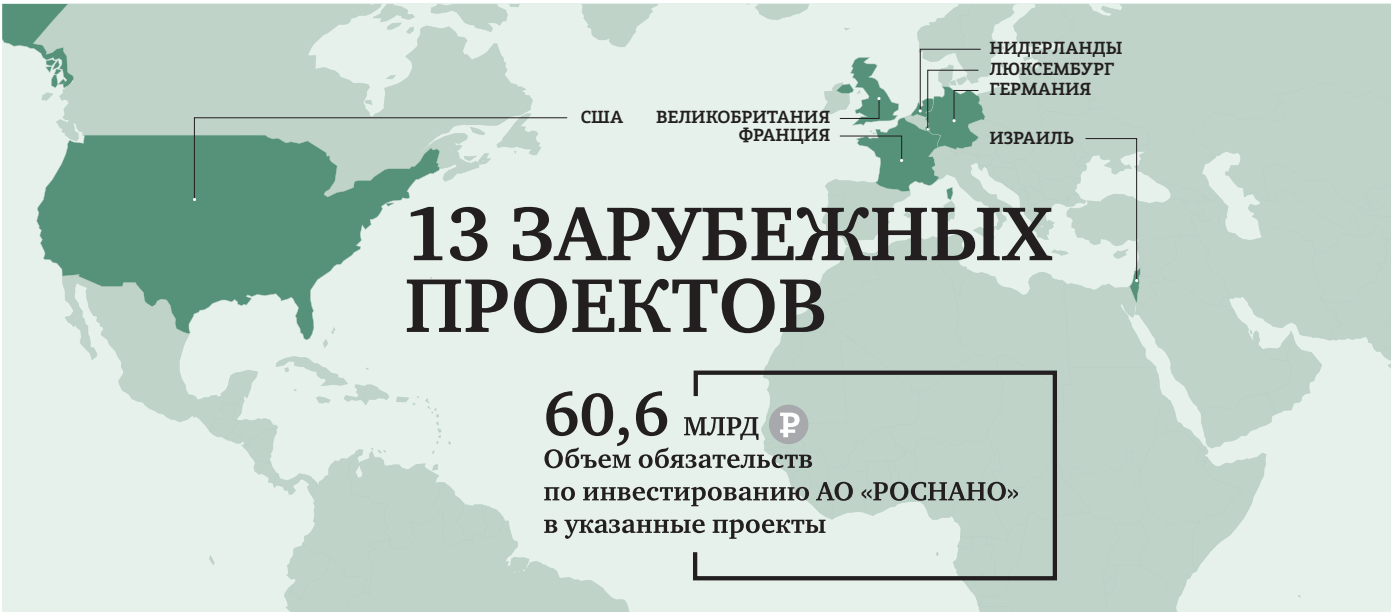 НИДЕРЛАНДЫ
ЛЮКСЕМБУРГ
ГЕРМАНИЯ
США
ВЕЛИКОБРИТАНИЯ
ФРАНЦИЯ
ИЗРАИЛЬ
13 ЗАРУБЕЖНЫХ
ПРОЕКТОВ
60,6 МЛРД ₽
Объем обязательств
по инвестированию АО «РОСНАНО»
в указанные проекты